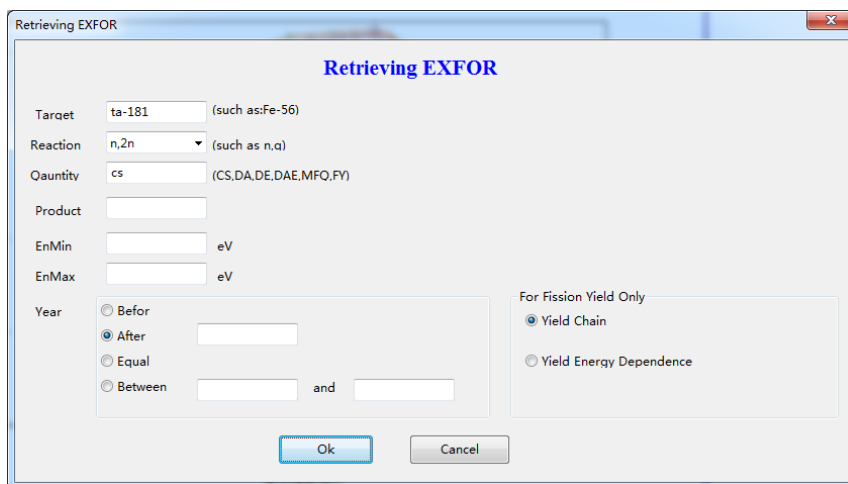 Retrieving EXFOR
Retrieving EXFOR
Target ta-181 (such as:Fe-56)
Reaction n,2n (such as n,g)
Qauntity cs (CS,DA,DE,DAE,MFQ,FY)
Product
EnMin eV
EnMax eV
Year
Befor
After
Equal
Between and
For Fission Yield Only
Yield Chain
Yield Energy Dependence
Ok Cancel